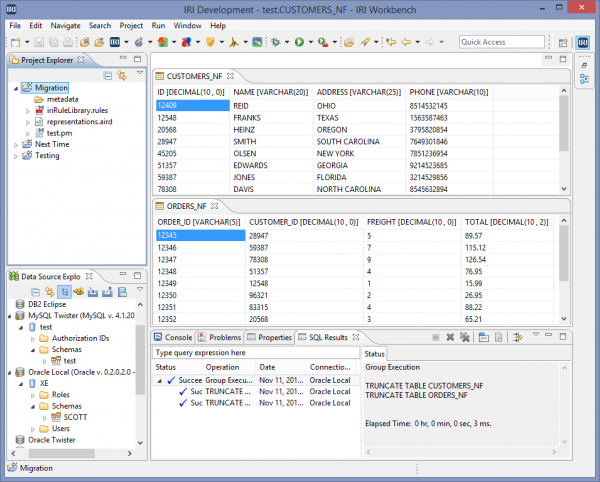 IRI Development - test.CUSTOMERS_NF - IRI Workbench
File Edit Navigate Search Project Run Window Help
Quick Access
Project Explorer
Migration
metadata
iriRuleLibrary.rules
representations.aird
test.pm
Next Time
Testing
CUSTOMERS_NF
ID [DECIMAL(10 , 0)] NAME [VARCHAR(20)] ADDRESS [VARCHAR(25)] PHONE [VARCHAR(10)]
12409 REID OHIO 8514532145
12548 FRANKS TEXAS 1563587463
20568 HEINZ OREGON 3795820854
28947 SMITH SOUTH CAROLINA 7649301846
45205 OLSEN NEW YORK 7851236954
51357 EDWARDS GEORGIA 9214523685
59387 JONES FLORIDA 3214529856
78308 DAVIS NORTH CAROLINA 8545632894
ORDERS_NF
ORDER_ID [VARCHAR(5)] CUSTOMER_ID [DECIMAL(10 , 0)] FREIGHT [DECIMAL(10 , 0)] TOTAL [DECIMAL(10 , 2)]
12345 28947 5 89.57
12346 59387 7 115.12
12347 78308 9 126.54
12348 51357 4 76.95
12349 12548 1 15.99
12350 96321 2 26.95
12351 83315 4 88.22
12352 20568 3 65.21
Data Source Explo
DB2 Eclipse
MySQL Twister (MySQL v. 4.1.20
test
Authorization IDs
Schemas
test
Oracle Local (Oracle v. 0.2.0.2.0 -
XE
Roles
Schemas
SCOTT
Users
Oracle Twister
Console Problems Properties SQL Results
Type query expression here
Status Operation Date Connectio...
Succee Group Execu... Nov 11, 201... Oracle Local
Suc TRUNCATE ... Nov 11, 201... Oracle Local
Suc TRUNCATE ... Nov 11, 201... Oracle Local
Status
Group Execution
TRUNCATE TABLE CUSTOMERS_NF
TRUNCATE TABLE ORDERS_NF
Elapsed Time: 0 hr, 0 min, 0 sec, 3 ms.
Migration